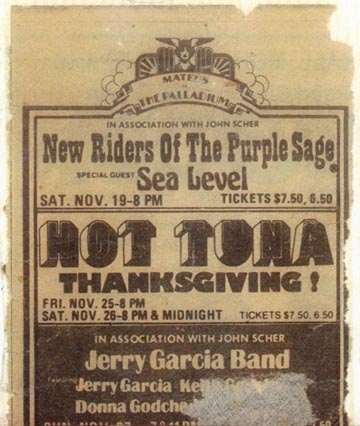 MATEUS
AT
THE PALLADIUM
IN ASSOCIATION WITH JOHN SCHER
New Riders Of The Purple Sage
SPECIAL GUEST Sea Level
SAT. NOV. 19-8 PM TICKETS $7.50, 6.50
HOT TUNA
THANKSGIVING!
FRI. NOV. 25-8 PM
SAT. NOV. 26-8 PM & MIDNIGHT TICKETS $7.50, 6.50
IN ASSOCIATION WITH JOHN SCHER
Jerry Garcia Band
Jerry Garcia
Donna